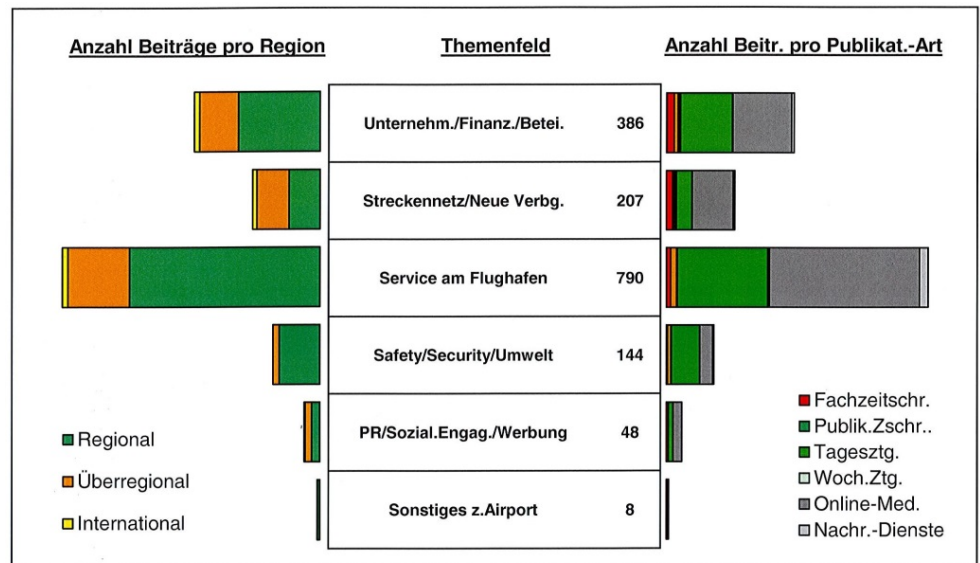 Anzahl Beiträge pro Region Themenfeld Anzahl Beitr. pro Publikat.-Art
Unternehm./Finanz./Betei. 386
Streckennetz/Neue Verbg. 207
Service am Flughafen 790
Safety/Security/Umwelt 144
PR/Sozial.Engag./Werbung 48
Sonstiges z.Airport 8
Regional
Überregional
International
Fachzeitschr.
Publik.Zschr..
Tagesztg.
Woch.Ztg.
Online-Med.
Nachr.-Dienste